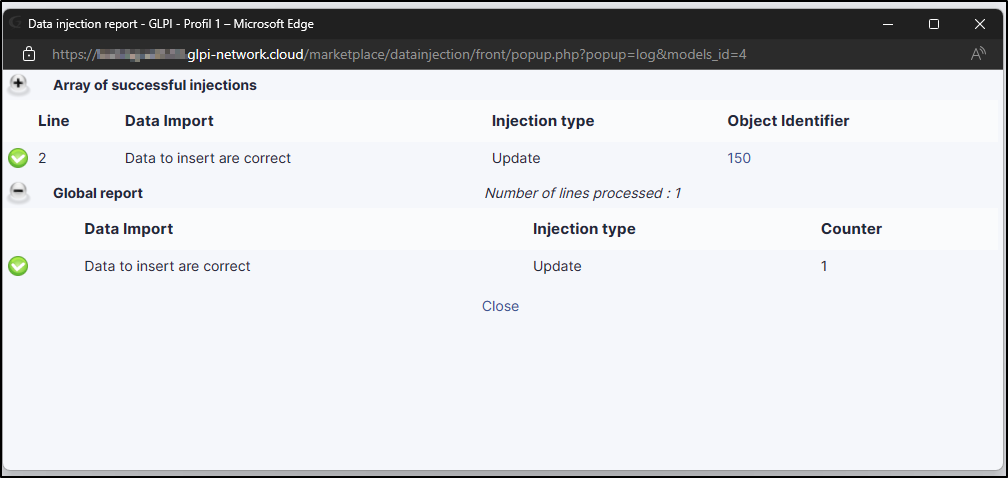 Data injection report - GLPI - Profil 1 – Microsoft Edge
https://glpi-network.cloud/marketplace/datainjection/front/popup.php?popup=log&models_id=4
Array of successful injections
Line Data Import Injection type Object Identifier
2 Data to insert are correct Update 150
Global report Number of lines processed : 1
Data Import Injection type Counter
Data to insert are correct Update 1
Close